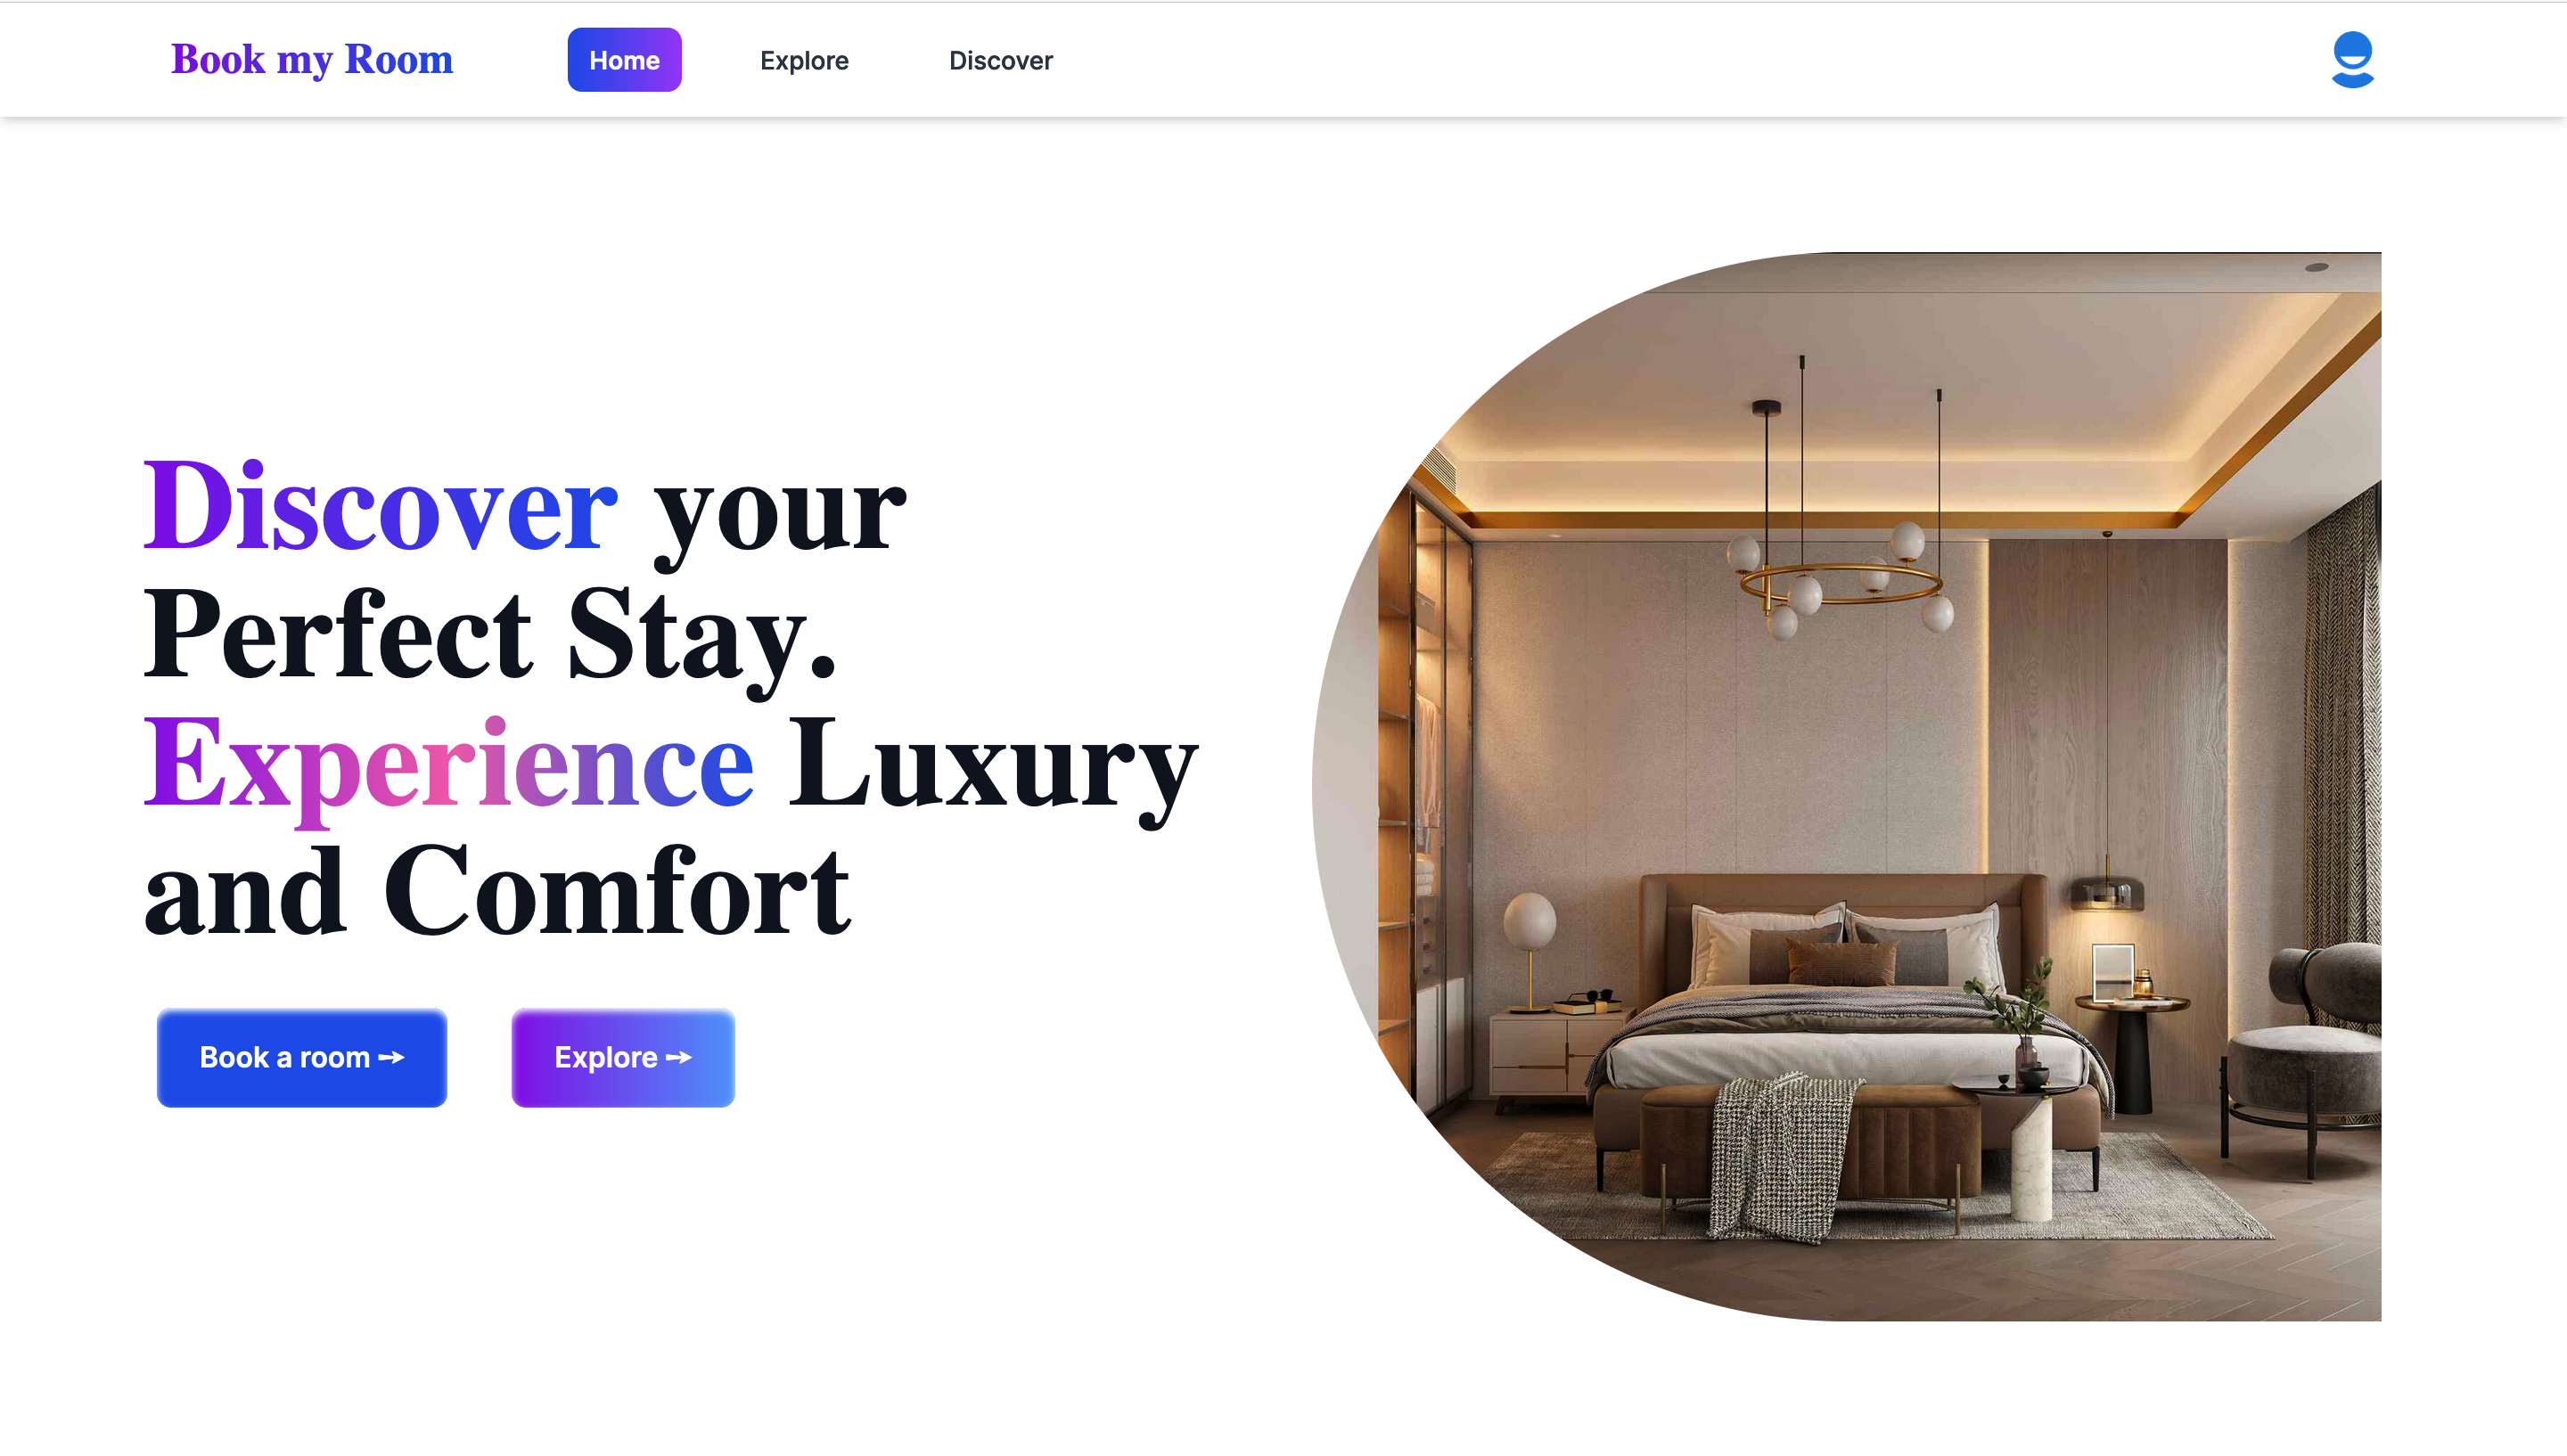 Book my Room
Home
Explore
Discover
Discover your
Perfect Stay.
Experience Luxury
and Comfort
Book a room ➙
Explore ➙